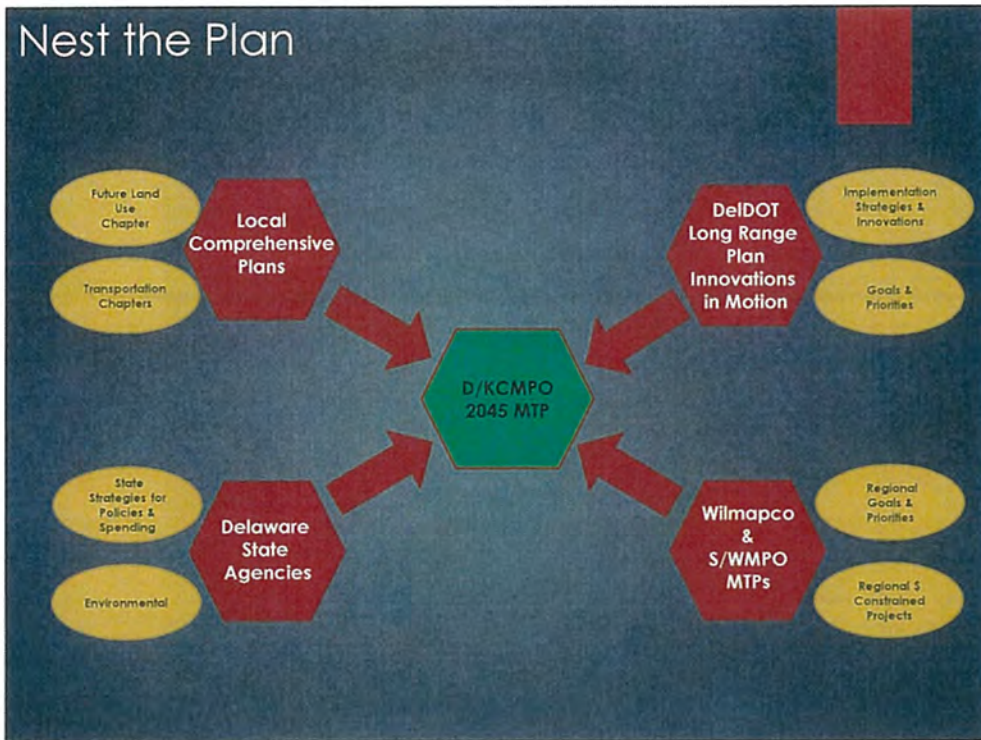 Nest the Plan
Future Land
Use
Chapter
Transportation
Chapters
Local
Comprehensive
Plans
DelDOT
Long Range
Plan
Innovations
in Motion
Implementation
Strategies &
Innovations
Goals &
Priorities
D/KCMPO
2045 MTP
State
Strategies for
Policies &
Spending
Environmental
Delaware
State
Agencies
Wilmapco
&
S/WMPO
MTPs
Regional
Goals &
Priorities
Regional $
Constrained
Projects